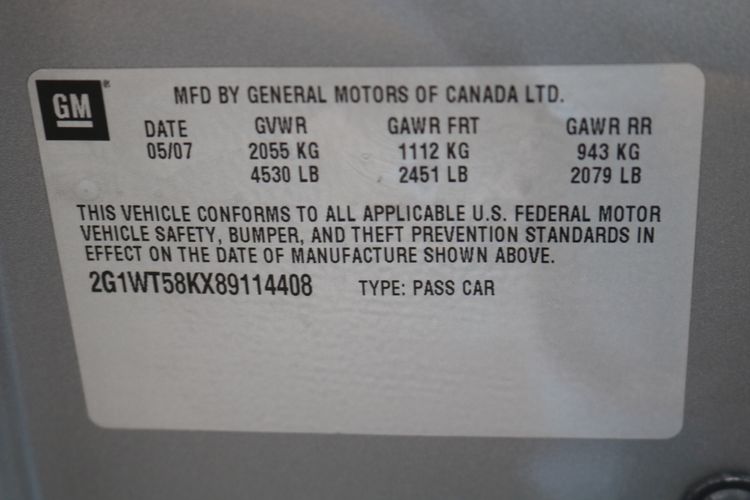 GM
MFD BY GENERAL MOTORS OF CANADA LTD.
DATE GVWR GAWR FRT GAWR RR
05/07 2055 KG 1112 KG 943 KG
4530 LB 2451 LB 2079 LB
THIS VEHICLE CONFORMS TO ALL APPLICABLE U.S. FEDERAL MOTOR
VEHICLE SAFETY, BUMPER, AND THEFT PREVENTION STANDARDS IN
EFFECT ON THE DATE OF MANUFACTURE SHOWN ABOVE.
2G1WT58KX89114408 TYPE: PASS CAR